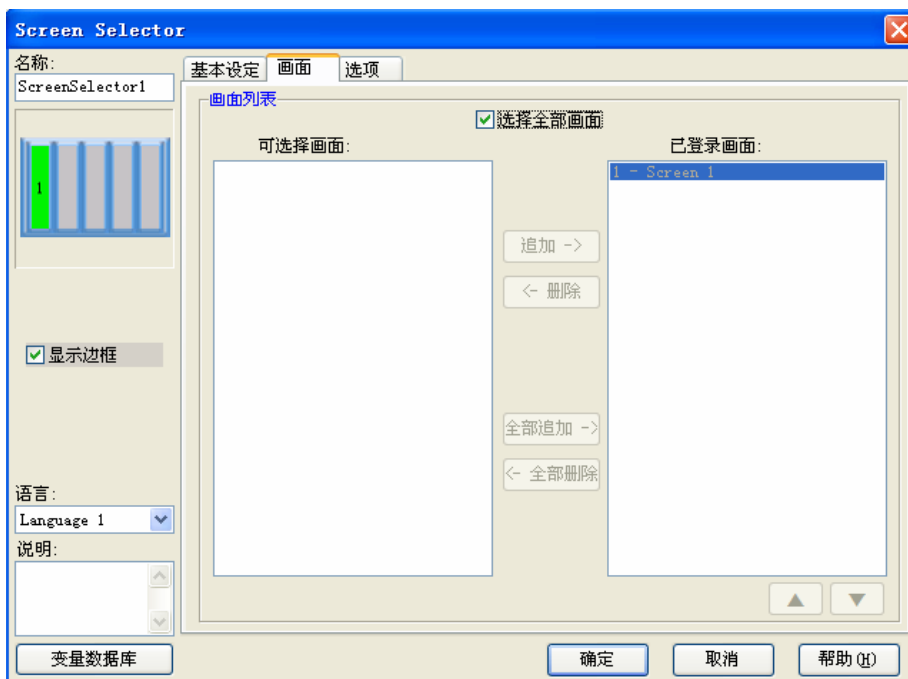 Screen Selector
名称:
ScreenSelector1
1
显示边框
语言:
Language 1
说明:
变量数据库
基本设定
画面
选项
画面列表
选择全部画面
可选择画面:
已登录画面:
1 - Screen 1
追加 ->
<- 删除
全部追加 ->
<- 全部删除
确定
取消
帮助(H)